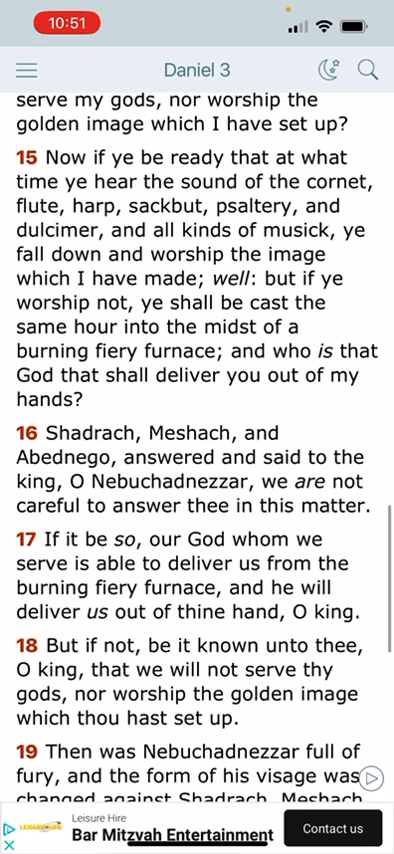 10:51
Daniel 3
serve my gods, nor worship the
golden image which I have set up?
15 Now if ye be ready that at what
time ye hear the sound of the cornet,
flute, harp, sackbut, psaltery, and
dulcimer, and all kinds of musick, ye
fall down and worship the image
which I have made; well: but if ye
worship not, ye shall be cast the
same hour into the midst of a
burning fiery furnace; and who is that
God that shall deliver you out of my
hands?
16 Shadrach, Meshach, and
Abednego, answered and said to the
king, O Nebuchadnezzar, we are not
careful to answer thee in this matter.
17 If it be so, our God whom we
serve is able to deliver us from the
burning fiery furnace, and he will
deliver us out of thine hand, O king.
18 But if not, be it known unto thee,
O king, that we will not serve thy
gods, nor worship the golden image
which thou hast set up.
19 Then was Nebuchadnezzar full of
fury, and the form of his visage was
changed against Shadrach, Meshach
LEISURE HIRE
Leisure Hire
Bar Mitzvah Entertainment
Contact us